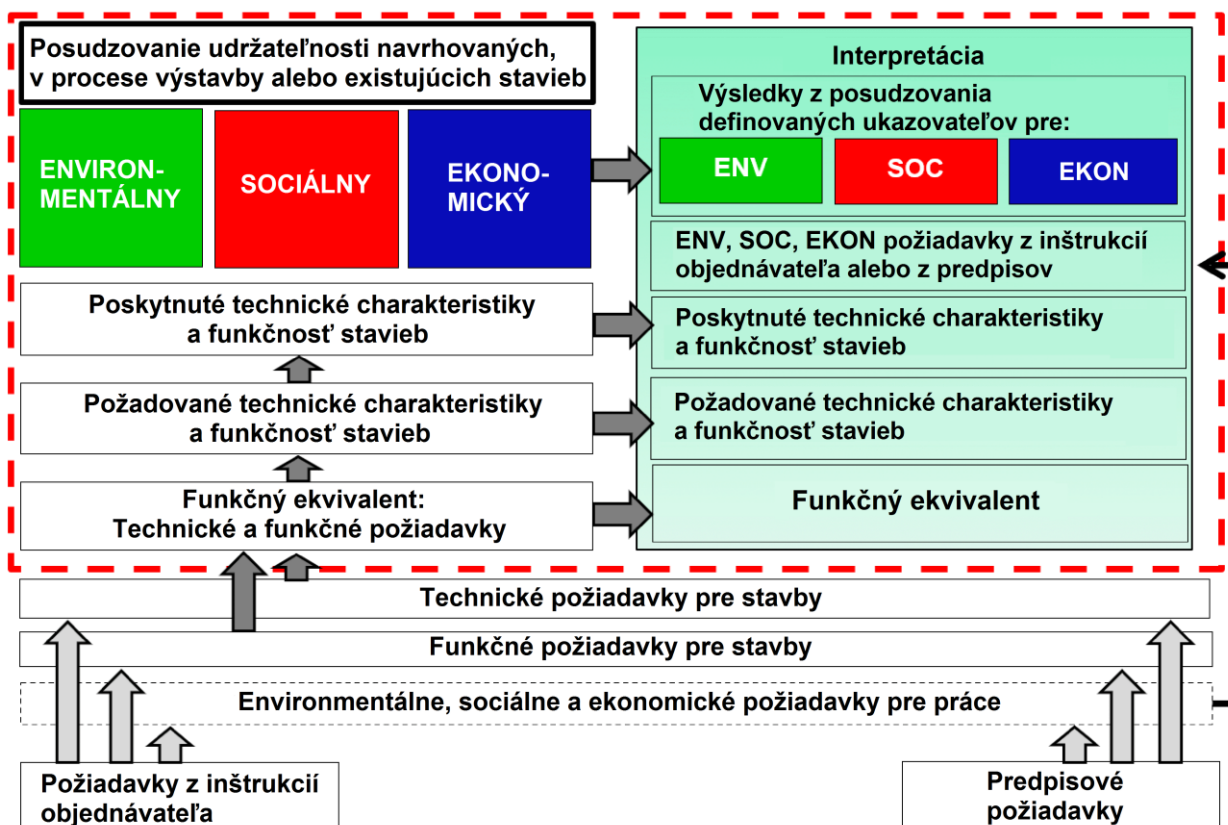 Posudzovanie udržateľnosti navrhovaných,
v procese výstavby alebo existujúcich stavieb
ENVIRON-
MENTÁLNY
SOCIÁLNY
EKONO-
MICKÝ
Poskytnuté technické charakteristiky
a funkčnosť stavieb
Požadované technické charakteristiky
a funkčnosť stavieb
Funkčný ekvivalent:
Technické a funkčné požiadavky
Interpretácia
Výsledky z posudzovania
definovaných ukazovateľov pre:
ENV
SOC
EKON
ENV, SOC, EKON požiadavky z inštrukcií
objednávateľa alebo z predpisov
Poskytnuté technické charakteristiky
a funkčnosť stavieb
Požadované technické charakteristiky
a funkčnosť stavieb
Funkčný ekvivalent
Technické požiadavky pre stavby
Funkčné požiadavky pre stavby
Environmentálne, sociálne a ekonomické požiadavky pre práce
Požiadavky z inštrukcií
objednávateľa
Predpisové
požiadavky